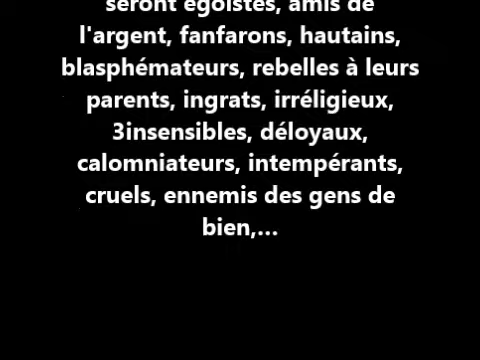 seront égoïstes, amis de
l'argent, fanfarons, hautains,
blasphémateurs, rebelles à leurs
parents, ingrats, irréligieux,
3insensibles, déloyaux,
calomniateurs, intempérants,
cruels, ennemis des gens de
bien,...